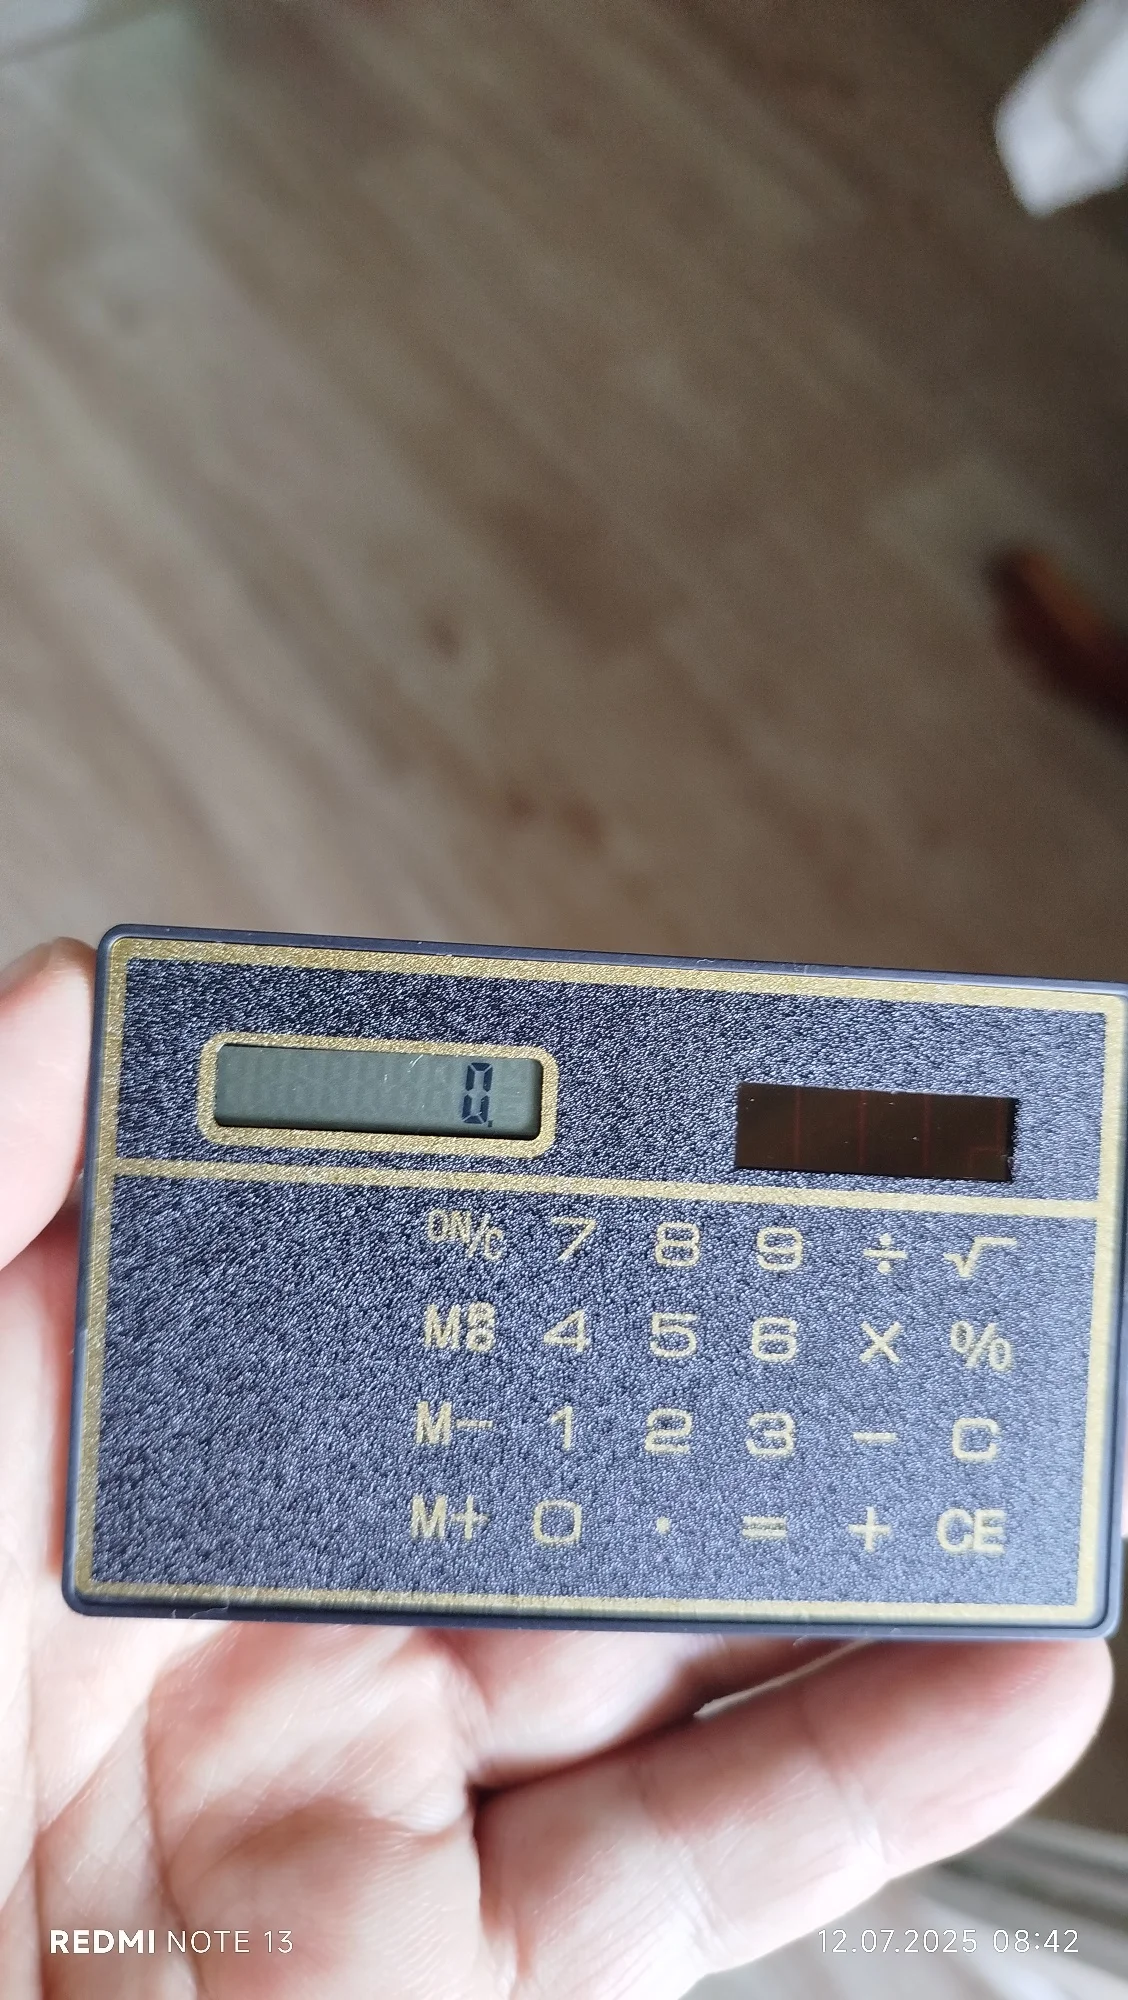 0.
ON/C 7 8 9 ÷ √
M 4 5 6 × %
M− 1 2 3 − C
M+ 0 · = + CE
REDMI NOTE 13
12.07.2025 08:42